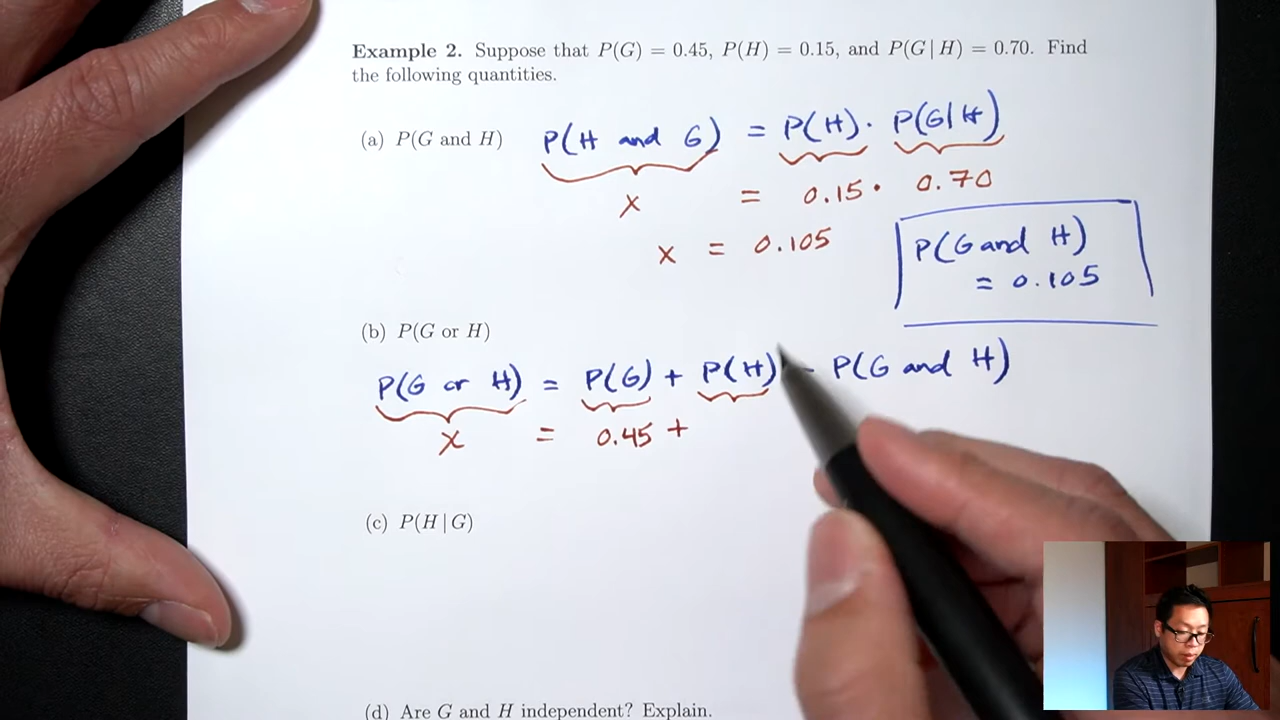 Example 2. Suppose that P(G) = 0.45, P(H) = 0.15, and P(G | H) = 0.70. Find
the following quantities.
(a) P(G and H) P(H and G) = P(H) · P(G|H)
x = 0.15 · 0.70
x = 0.105
P(G and H)
= 0.105
(b) P(G or H)
P(G or H) = P(G) + P(H) - P(G and H)
x = 0.45 +
(c) P(H | G)
(d) Are G and H independent? Explain.